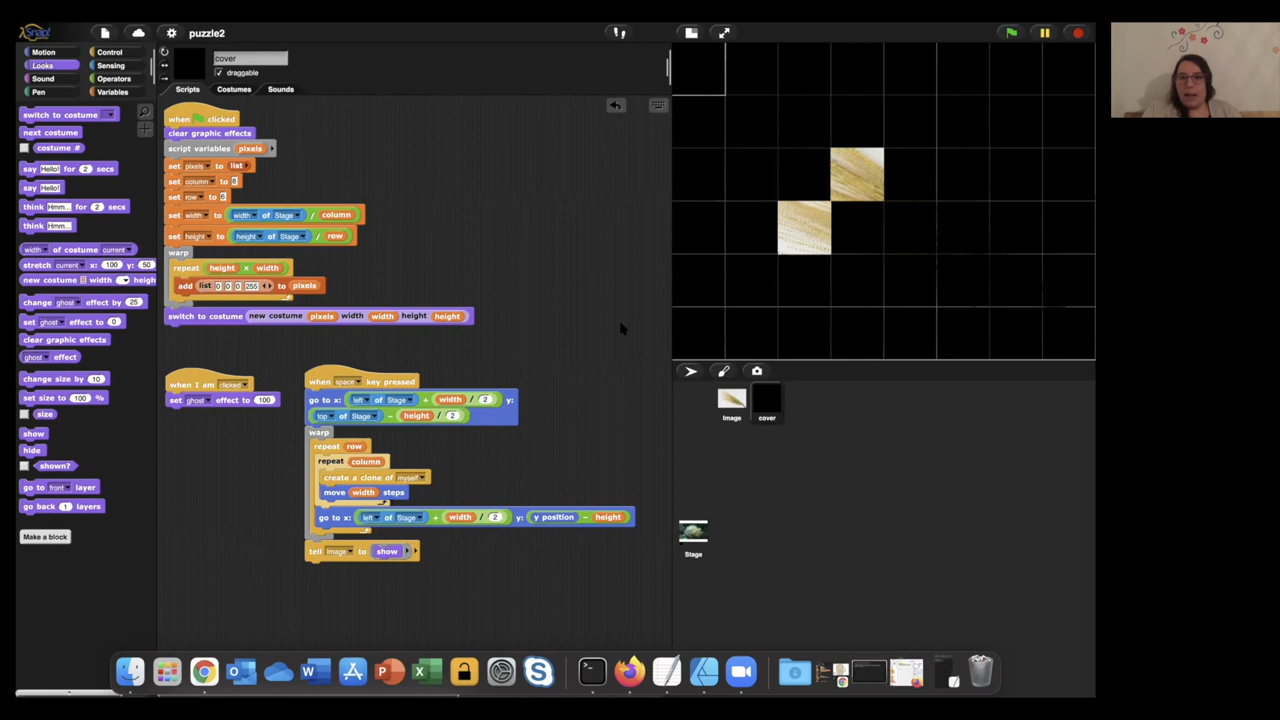 Snap!
puzzle2
Motion Control
Looks Sensing
Sound Operators
Pen Variables
cover
draggable
Scripts Costumes Sounds
switch to costume
next costume
costume #
say Hello! for 2 secs
say Hello!
think Hmm... for 2 secs
think Hmm...
width of costume current
stretch current x: 100 y: 50
new costume width heigh
change ghost effect by 25
set ghost effect to 0
clear graphic effects
ghost effect
change size by 10
set size to 100 %
size
show
hide
shown?
go to front layer
go back 1 layers
Make a block
when clicked
clear graphic effects
script variables pixels
set pixels to list
set column to 8
set row to 6
set width to width of Stage / column
set height to height of Stage / row
warp
repeat height × width
add list 0 0 0 255 to pixels
switch to costume new costume pixels width width height height
when I am clicked
set ghost effect to 100
when space key pressed
go to x: left of Stage + width / 2 y:
top of Stage - height / 2
warp
repeat row
repeat column
create a clone of myself
move width steps
go to x: left of Stage + width / 2 y: y position - height
tell Image to show
Image cover
Stage